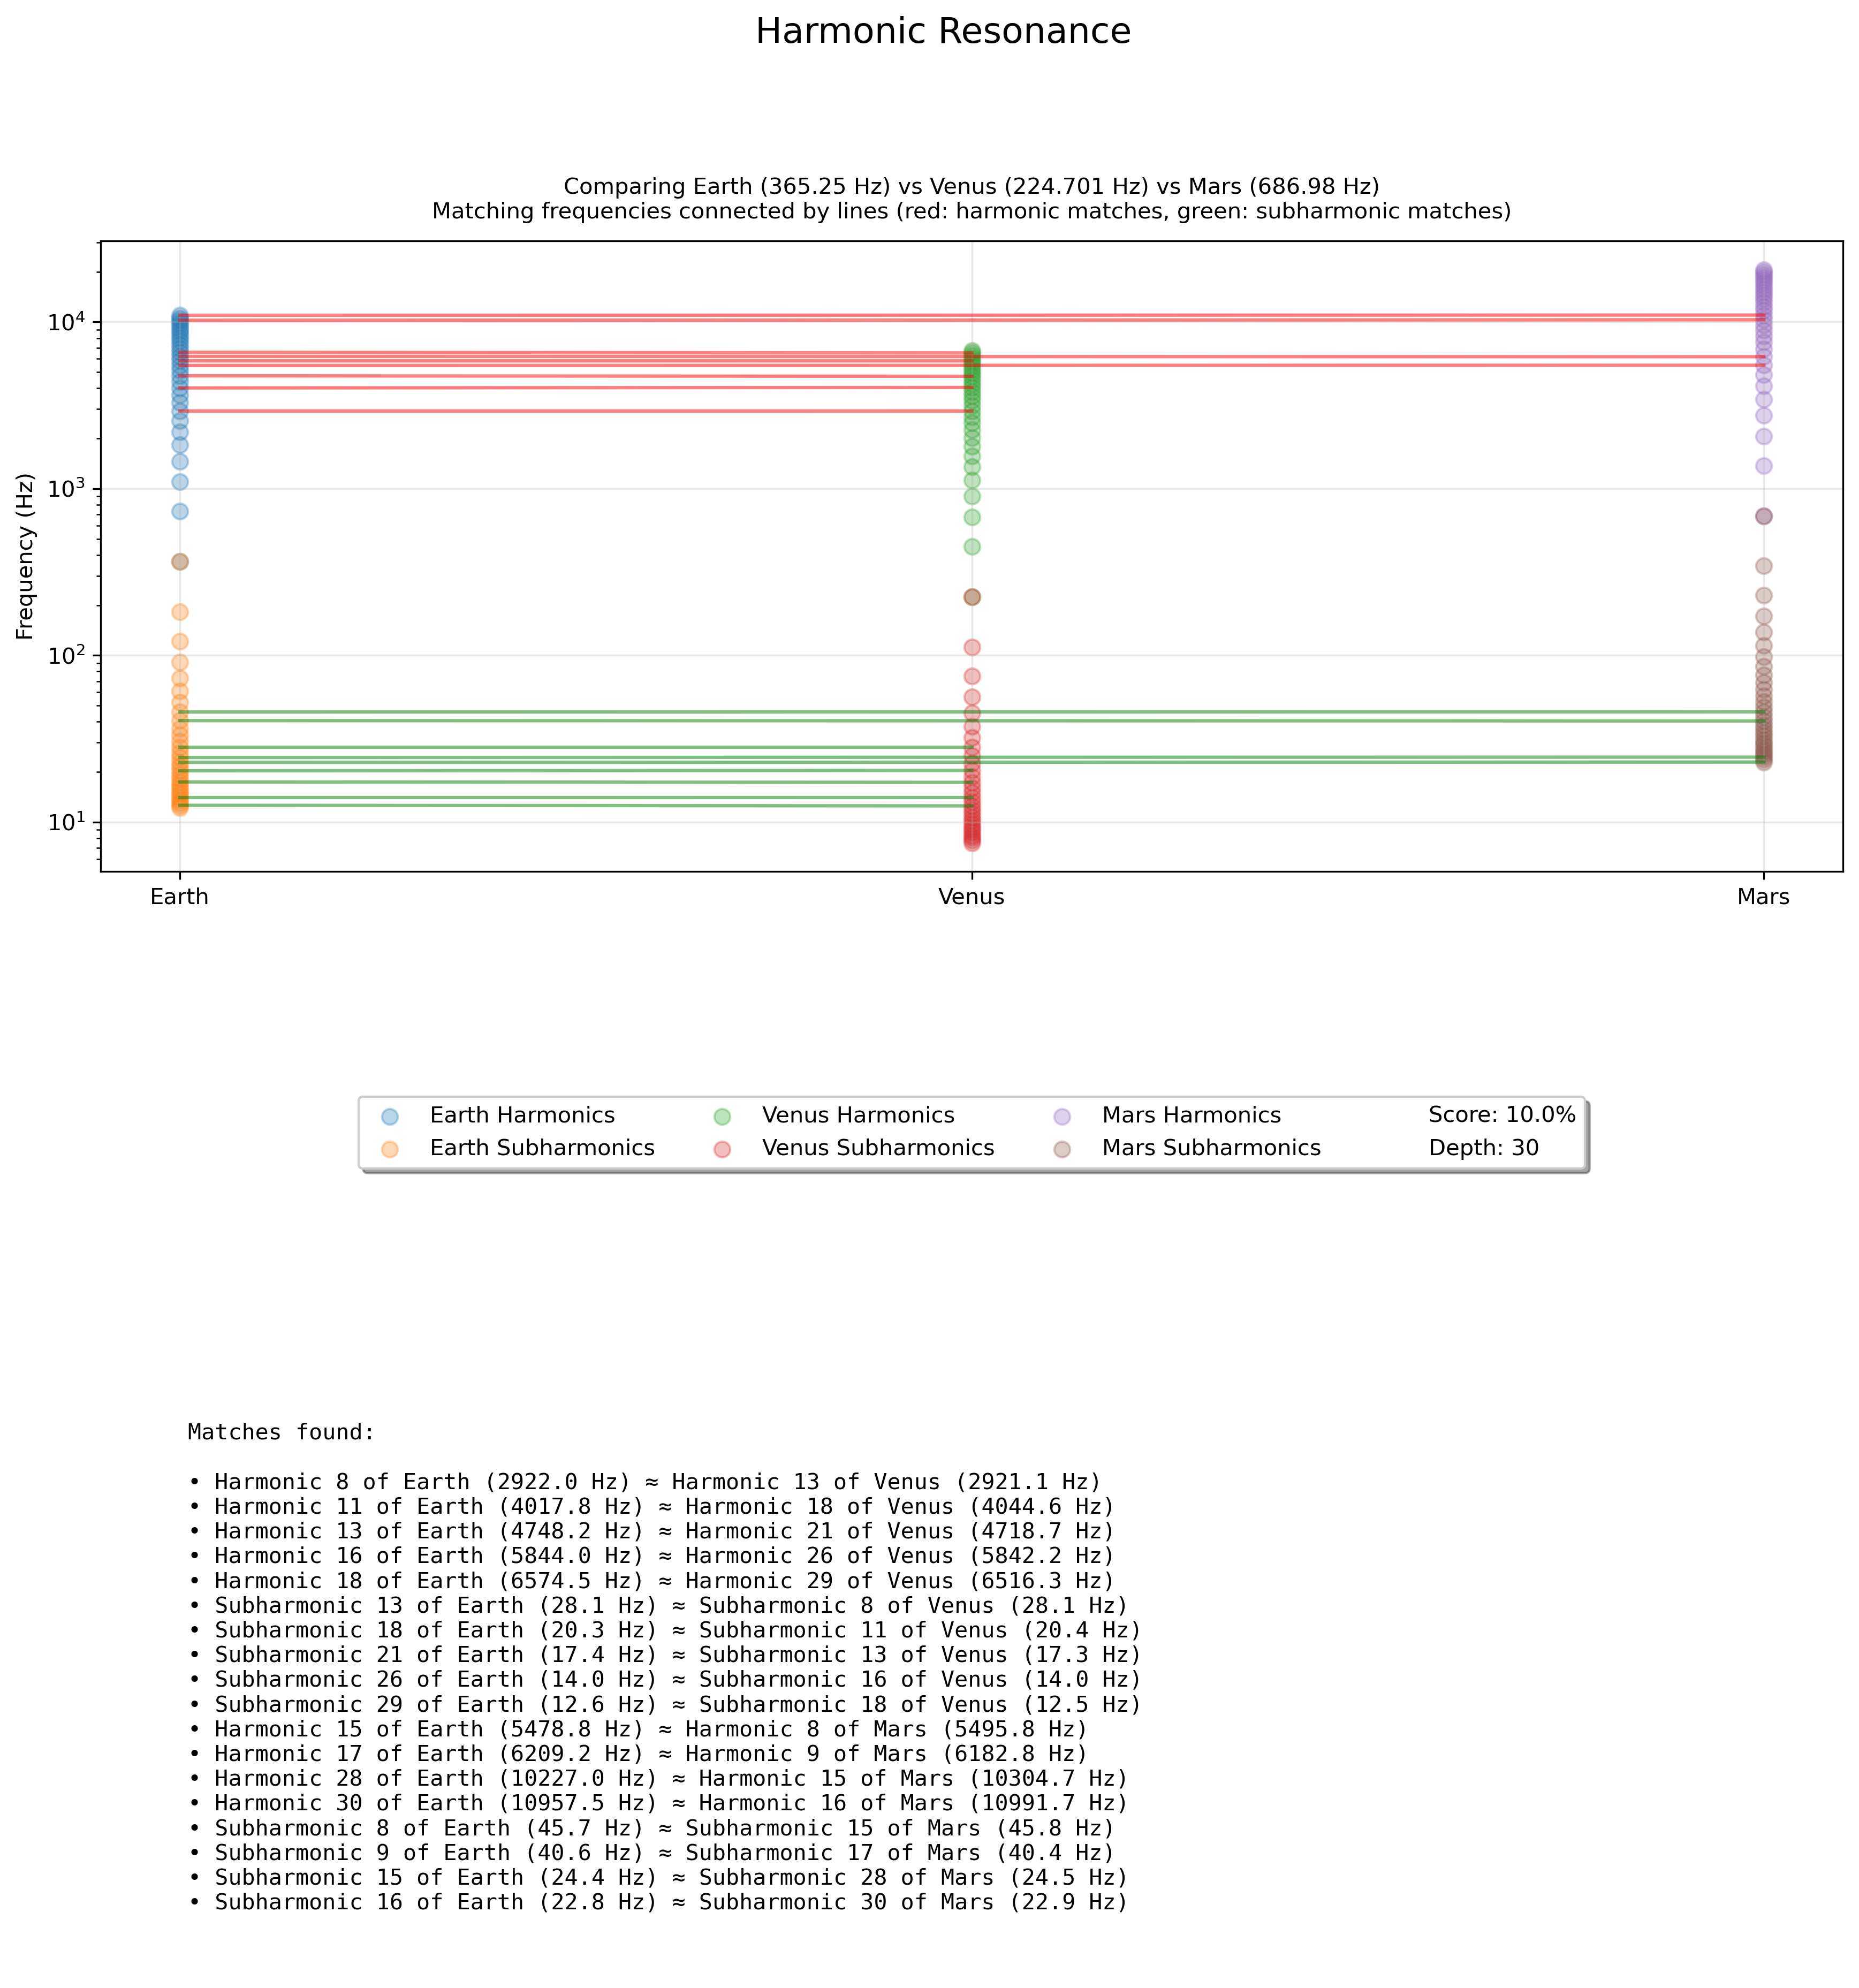 Harmonic Resonance
Comparing Earth (365.25 Hz) vs Venus (224.701 Hz) vs Mars (686.98 Hz)
Matching frequencies connected by lines (red: harmonic matches, green: subharmonic matches)
Frequency (Hz)
10⁴
10³
10²
10¹
Earth Venus Mars
Earth Harmonics Venus Harmonics Mars Harmonics Score: 10.0%
Earth Subharmonics Venus Subharmonics Mars Subharmonics Depth: 30
Matches found:
• Harmonic 8 of Earth (2922.0 Hz) ≈ Harmonic 13 of Venus (2921.1 Hz)
• Harmonic 11 of Earth (4017.8 Hz) ≈ Harmonic 18 of Venus (4044.6 Hz)
• Harmonic 13 of Earth (4748.2 Hz) ≈ Harmonic 21 of Venus (4718.7 Hz)
• Harmonic 16 of Earth (5844.0 Hz) ≈ Harmonic 26 of Venus (5842.2 Hz)
• Harmonic 18 of Earth (6574.5 Hz) ≈ Harmonic 29 of Venus (6516.3 Hz)
• Subharmonic 13 of Earth (28.1 Hz) ≈ Subharmonic 8 of Venus (28.1 Hz)
• Subharmonic 18 of Earth (20.3 Hz) ≈ Subharmonic 11 of Venus (20.4 Hz)
• Subharmonic 21 of Earth (17.4 Hz) ≈ Subharmonic 13 of Venus (17.3 Hz)
• Subharmonic 26 of Earth (14.0 Hz) ≈ Subharmonic 16 of Venus (14.0 Hz)
• Subharmonic 29 of Earth (12.6 Hz) ≈ Subharmonic 18 of Venus (12.5 Hz)
• Harmonic 15 of Earth (5478.8 Hz) ≈ Harmonic 8 of Mars (5495.8 Hz)
• Harmonic 17 of Earth (6209.2 Hz) ≈ Harmonic 9 of Mars (6182.8 Hz)
• Harmonic 28 of Earth (10227.0 Hz) ≈ Harmonic 15 of Mars (10304.7 Hz)
• Harmonic 30 of Earth (10957.5 Hz) ≈ Harmonic 16 of Mars (10991.7 Hz)
• Subharmonic 8 of Earth (45.7 Hz) ≈ Subharmonic 15 of Mars (45.8 Hz)
• Subharmonic 9 of Earth (40.6 Hz) ≈ Subharmonic 17 of Mars (40.4 Hz)
• Subharmonic 15 of Earth (24.4 Hz) ≈ Subharmonic 28 of Mars (24.5 Hz)
• Subharmonic 16 of Earth (22.8 Hz) ≈ Subharmonic 30 of Mars (22.9 Hz)